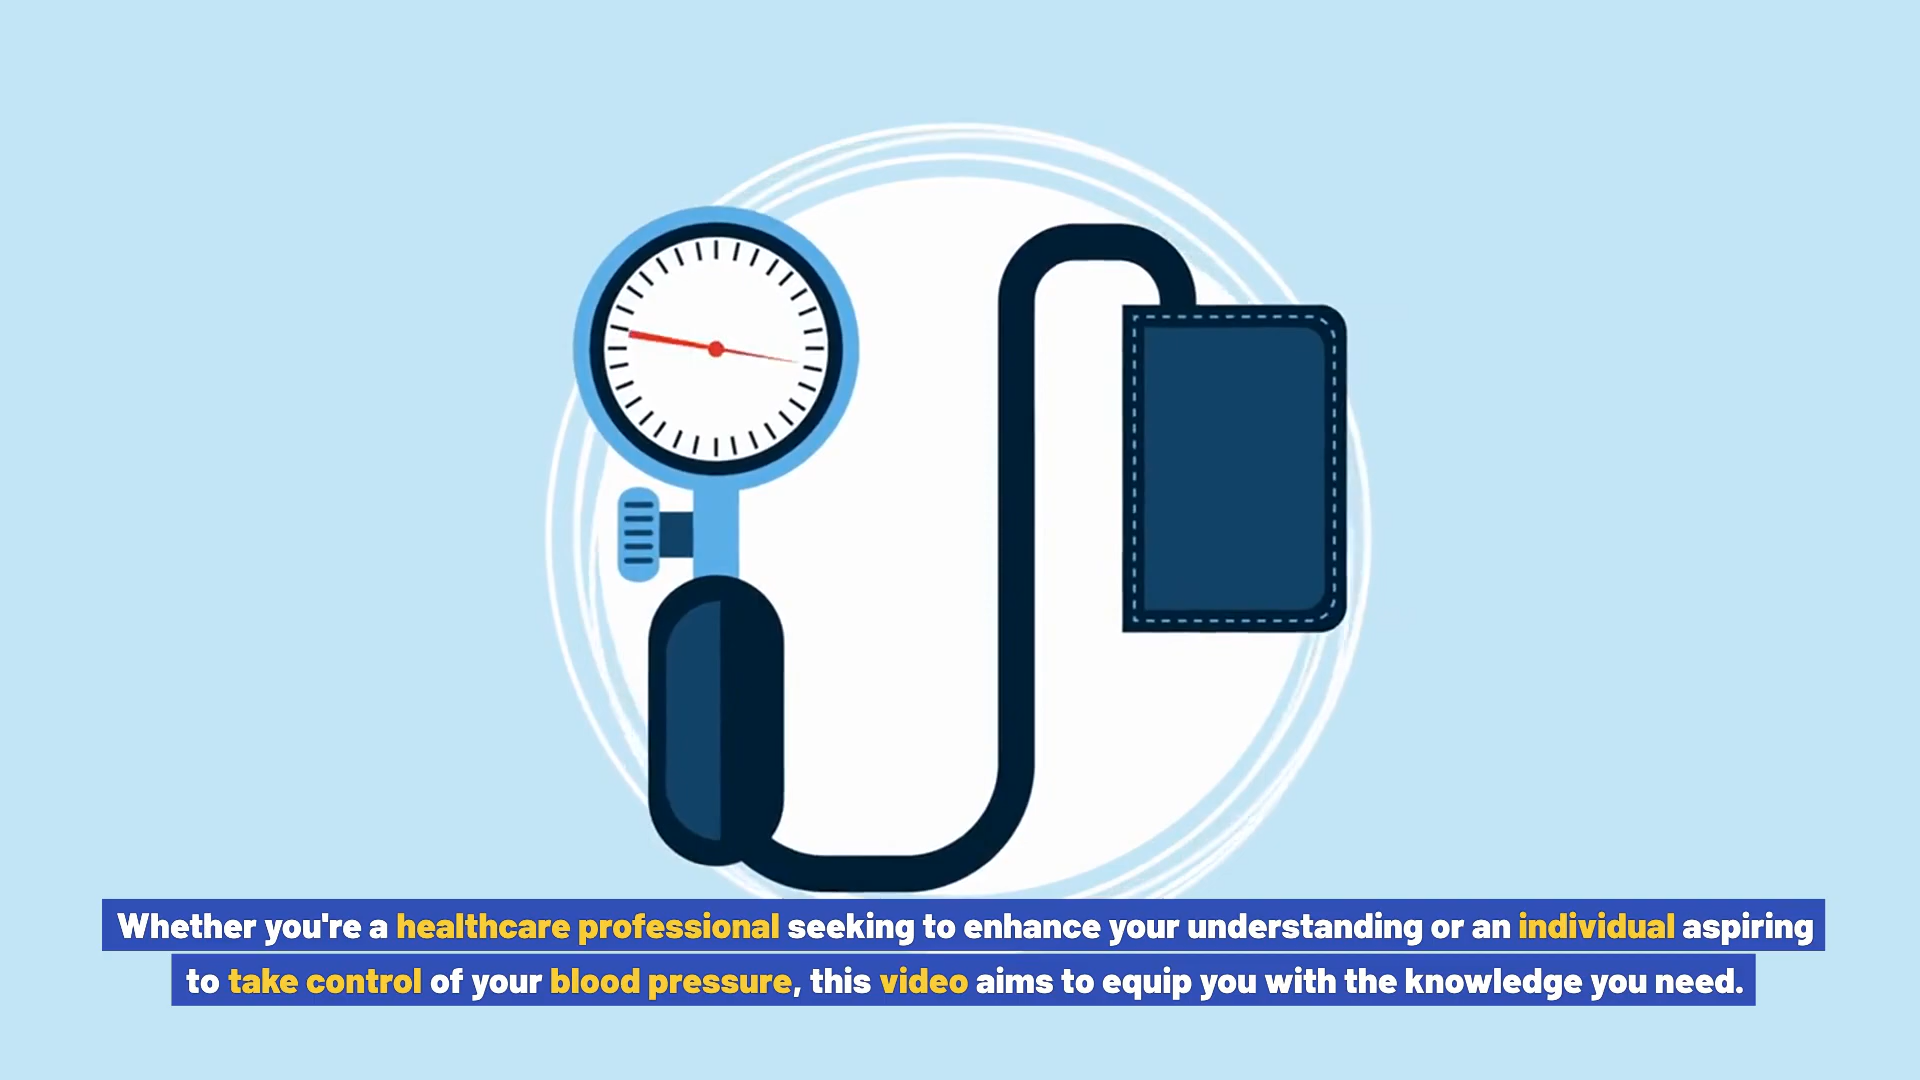 Whether you're a healthcare professional seeking to enhance your understanding or an individual aspiring
to take control of your blood pressure, this video aims to equip you with the knowledge you need.